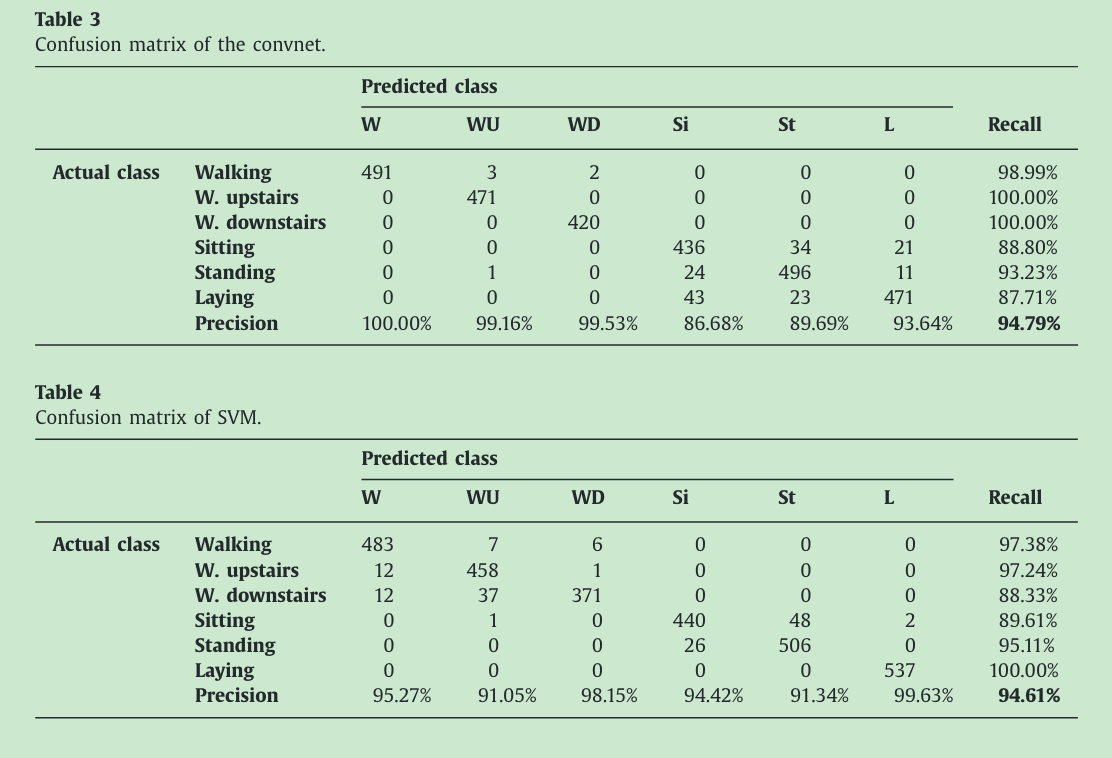 Table 3
Confusion matrix of the convnet.
Predicted class
W WU WD Si St L Recall
Actual class Walking 491 3 2 0 0 0 98.99%
W. upstairs 0 471 0 0 0 0 100.00%
W. downstairs 0 0 420 0 0 0 100.00%
Sitting 0 0 0 436 34 21 88.80%
Standing 0 1 0 24 496 11 93.23%
Laying 0 0 0 43 23 471 87.71%
Precision 100.00% 99.16% 99.53% 86.68% 89.69% 93.64% 94.79%
Table 4
Confusion matrix of SVM.
Predicted class
W WU WD Si St L Recall
Actual class Walking 483 7 6 0 0 0 97.38%
W. upstairs 12 458 1 0 0 0 97.24%
W. downstairs 12 37 371 0 0 0 88.33%
Sitting 0 1 0 440 48 2 89.61%
Standing 0 0 0 26 506 0 95.11%
Laying 0 0 0 0 0 537 100.00%
Precision 95.27% 91.05% 98.15% 94.42% 91.34% 99.63% 94.61%